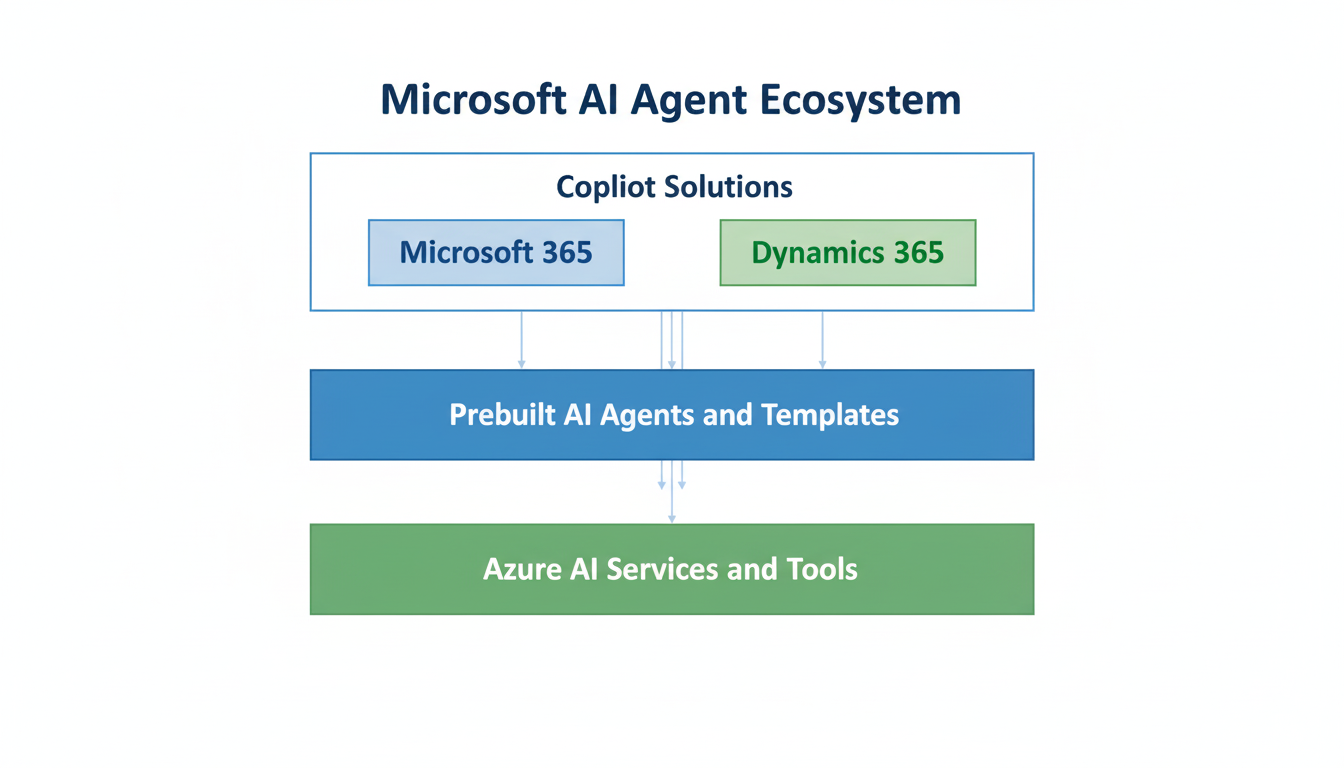 Microsoft AI Agent Ecosystem
Copliot Solutions
Microsoft 365
Dynamics 365
Prebuilt AI Agents and Templates
Azure AI Services and Tools